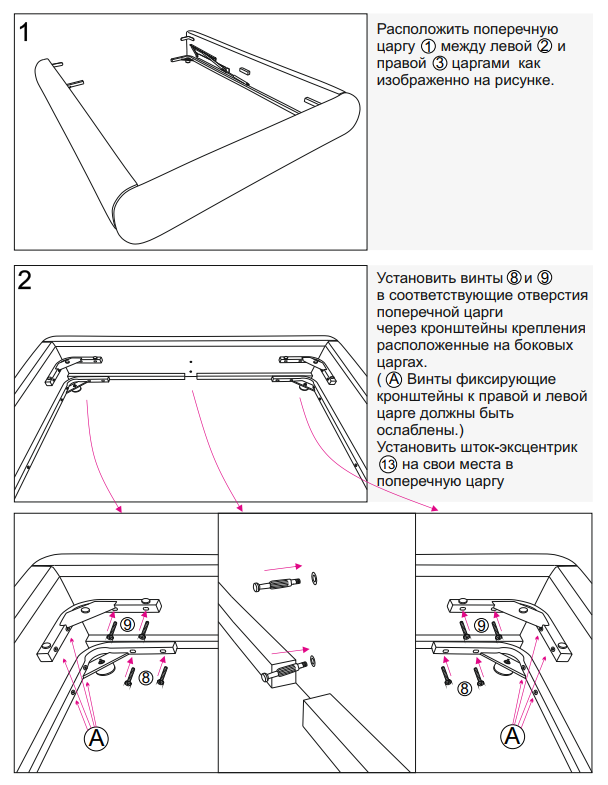 1
Расположить поперечную
царгу 1 между левой 2 и
правой 3 царгами как
изображенно на рисунке.
2
Установить винты 8 и 9
в соответствующие отверстия
поперечной царги
через кронштейны крепления
расположенные на боковых
царгах.
( A Винты фиксирующие
кронштейны к правой и левой
царге должны быть
ослаблены.)
Установить шток-эксцентрик
13 на свои места в
поперечную царгу
9
8
A
9
8
A